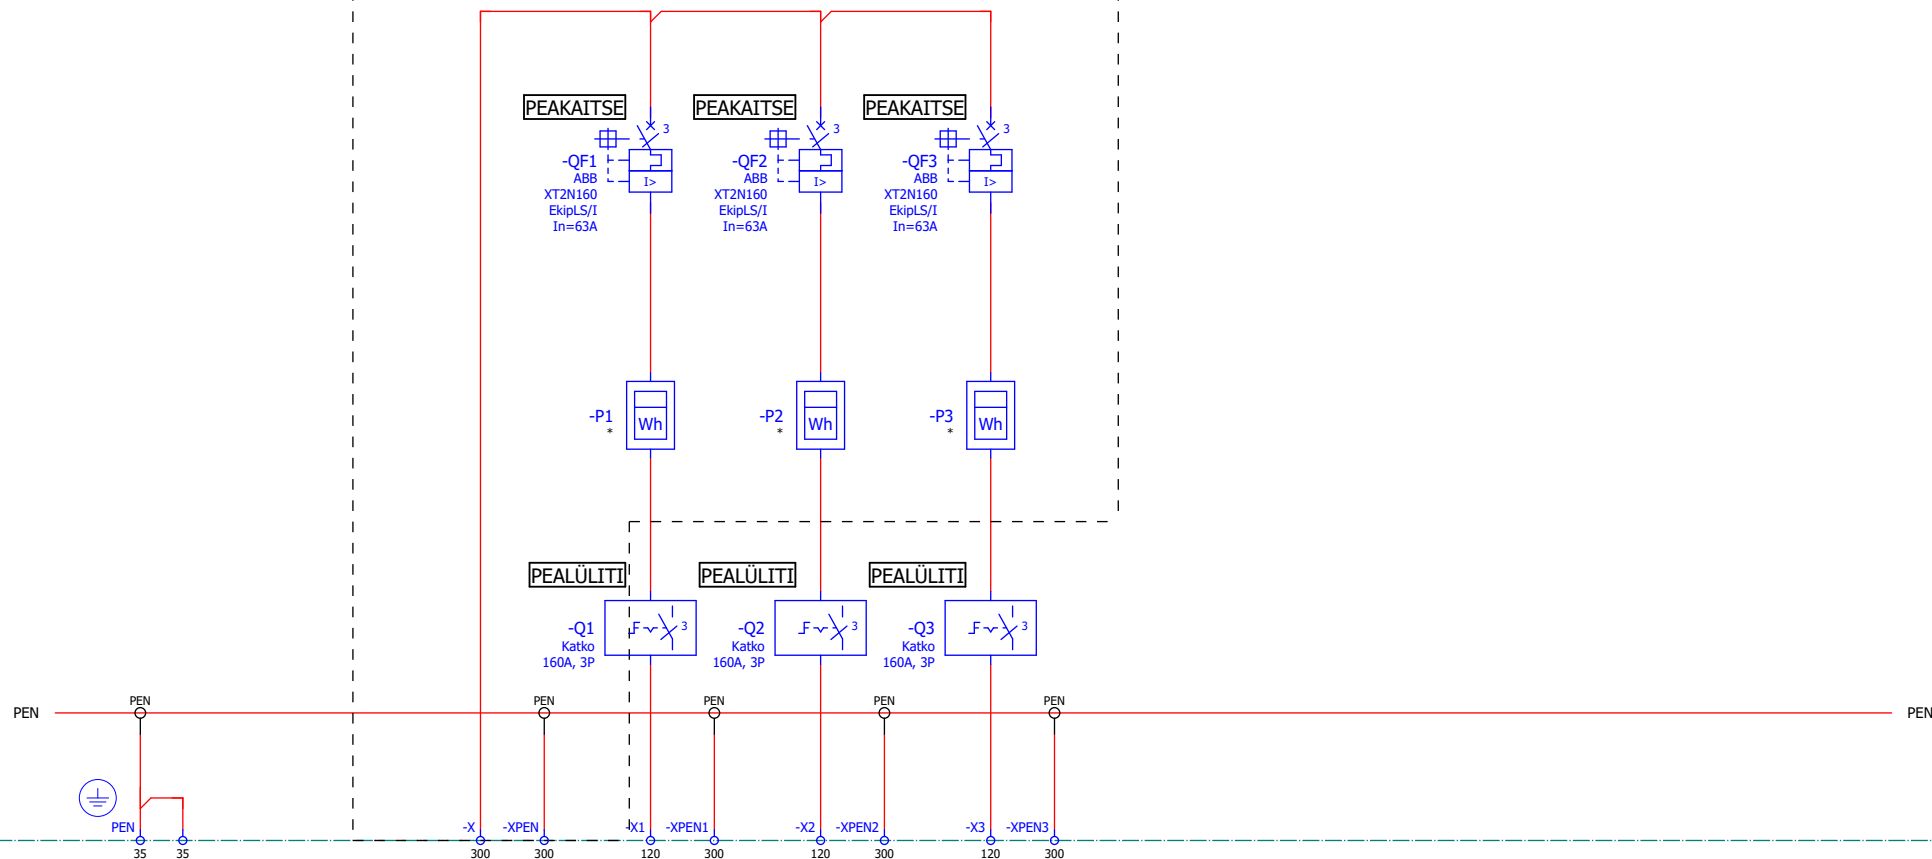 PEAKAITSE PEAKAITSE PEAKAITSE
3 3 3
-QF1 -QF2 -QF3
ABB ABB ABB
I> I> I>
XT2N160 XT2N160 XT2N160
EkipLS/I EkipLS/I EkipLS/I
In=63A In=63A In=63A
-P1 -P2 -P3
* * *
Wh Wh Wh
PEALÜLITI PEALÜLITI PEALÜLITI
-Q1 -Q2 -Q3
3 3 3
Katko Katko Katko
160A, 3P 160A, 3P 160A, 3P
PEN PEN PEN PEN PEN
PEN PEN
PEN -X -XPEN -X1 -XPEN1 -X2 -XPEN2 -X3 -XPEN3
35 35 300 300 120 300 120 300 120 300